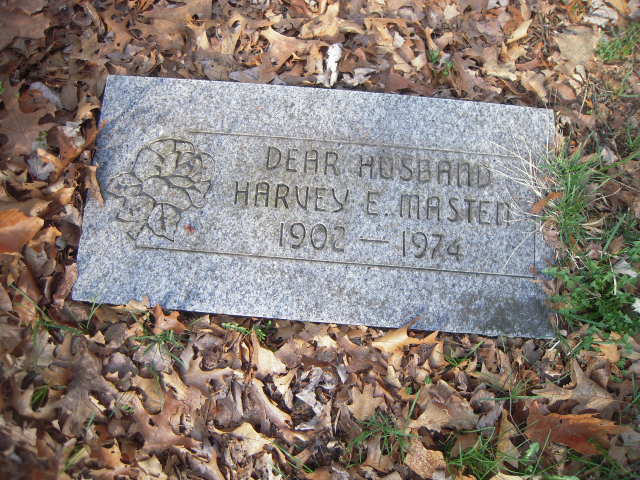 DEAR HUSBAND
HARVEY E. MASTEN
1902 — 1974